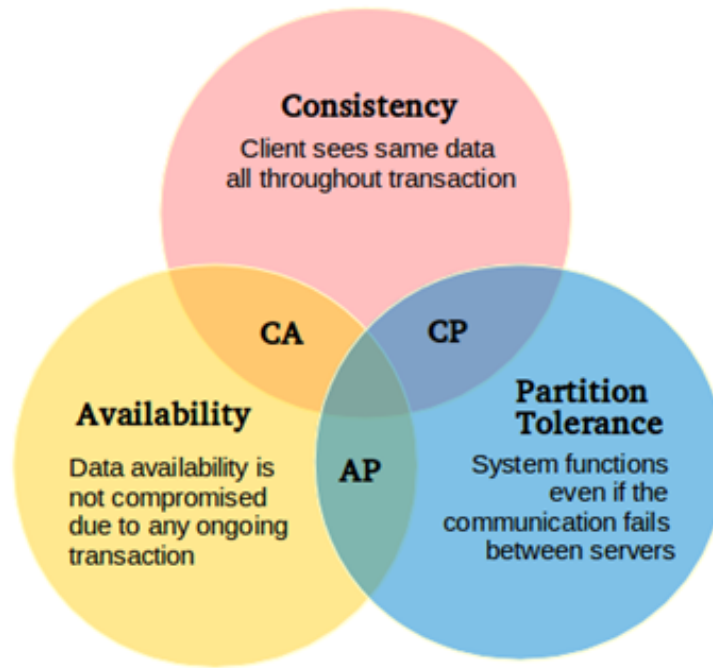 Consistency
Client sees same data
all throughout transaction
CA
CP
Availability
Data availability is
not compromised
due to any ongoing
transaction
AP
Partition
Tolerance
System functions
even if the
communication fails
between servers